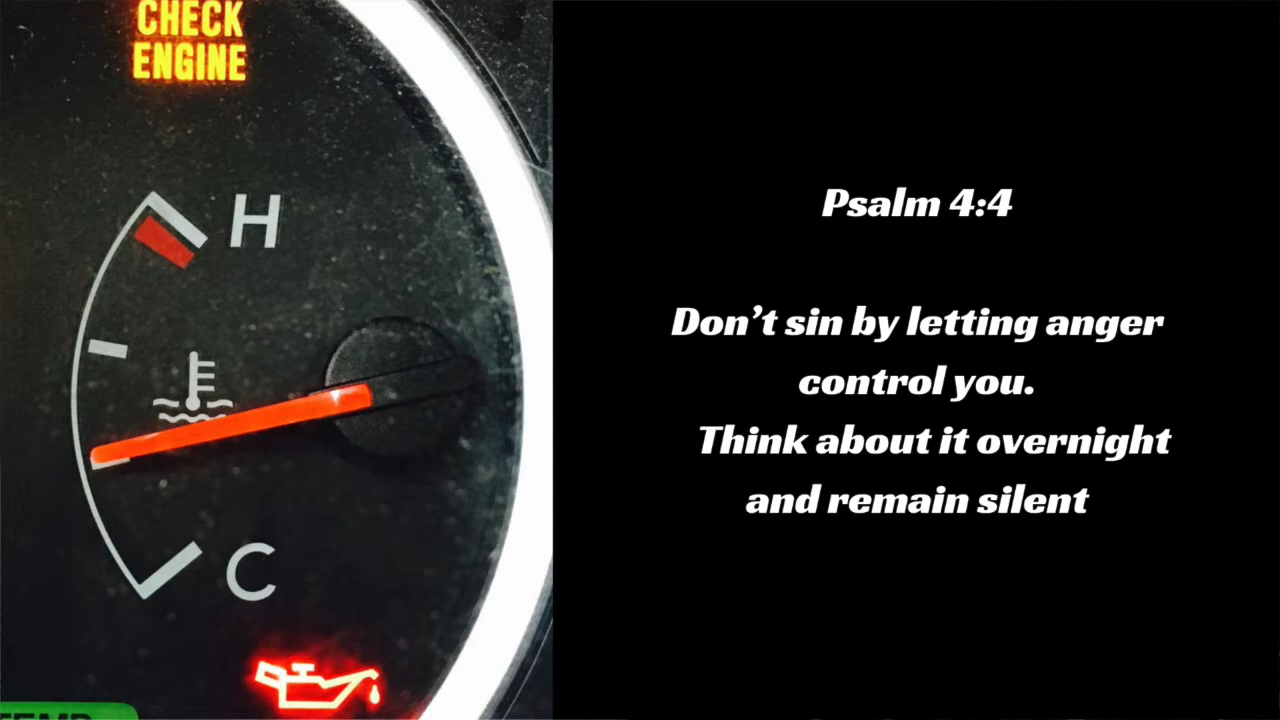 CHECK
ENGINE
H
C
TEMP
Psalm 4:4
Don’t sin by letting anger
control you.
Think about it overnight
and remain silent